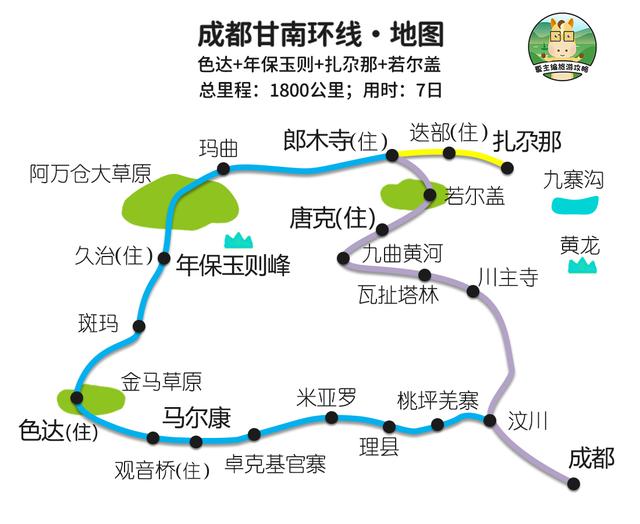 成都甘南环线·地图
色达+年保玉则+扎尕那+若尔盖
总里程：1800公里；用时：7日
星主编旅游攻略
玛曲
郎木寺(住)
迭部(住)
扎尕那
阿万仓大草原
九寨沟
若尔盖
唐克(住)
黄龙
久治(住)
年保玉则峰
九曲黄河
川主寺
瓦扯塔林
斑玛
金马草原
米亚罗
桃坪羌寨
马尔康
色达(住)
汶川
理县
观音桥(住)
卓克基官寨
成都